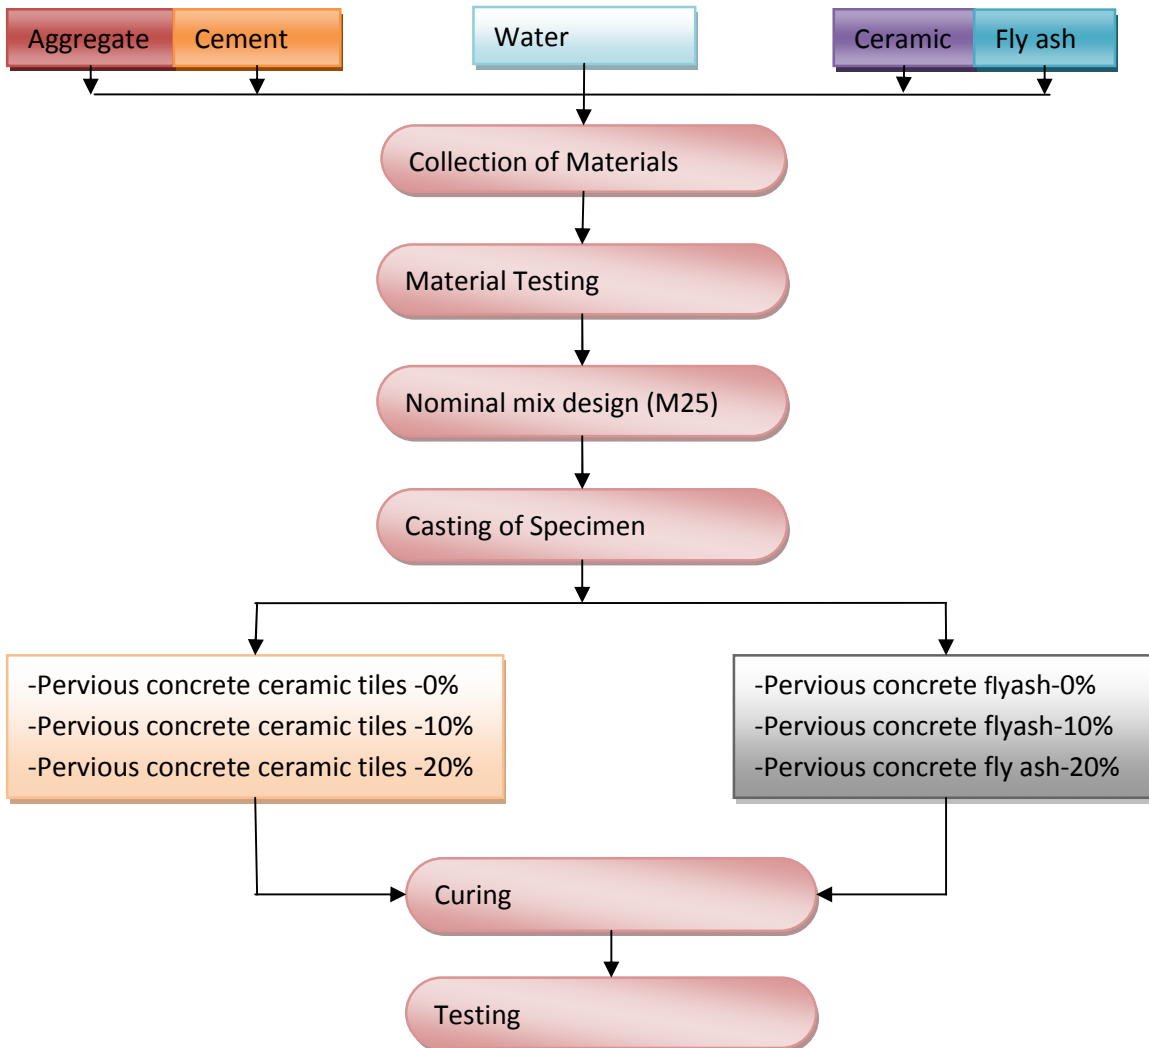 Aggregate
Cement
Water
Ceramic
Fly ash
Collection of Materials
Material Testing
Nominal mix design (M25)
Casting of Specimen
-Pervious concrete ceramic tiles -0%
-Pervious concrete ceramic tiles -10%
-Pervious concrete ceramic tiles -20%
-Pervious concrete flyash-0%
-Pervious concrete flyash-10%
-Pervious concrete fly ash-20%
Curing
Testing